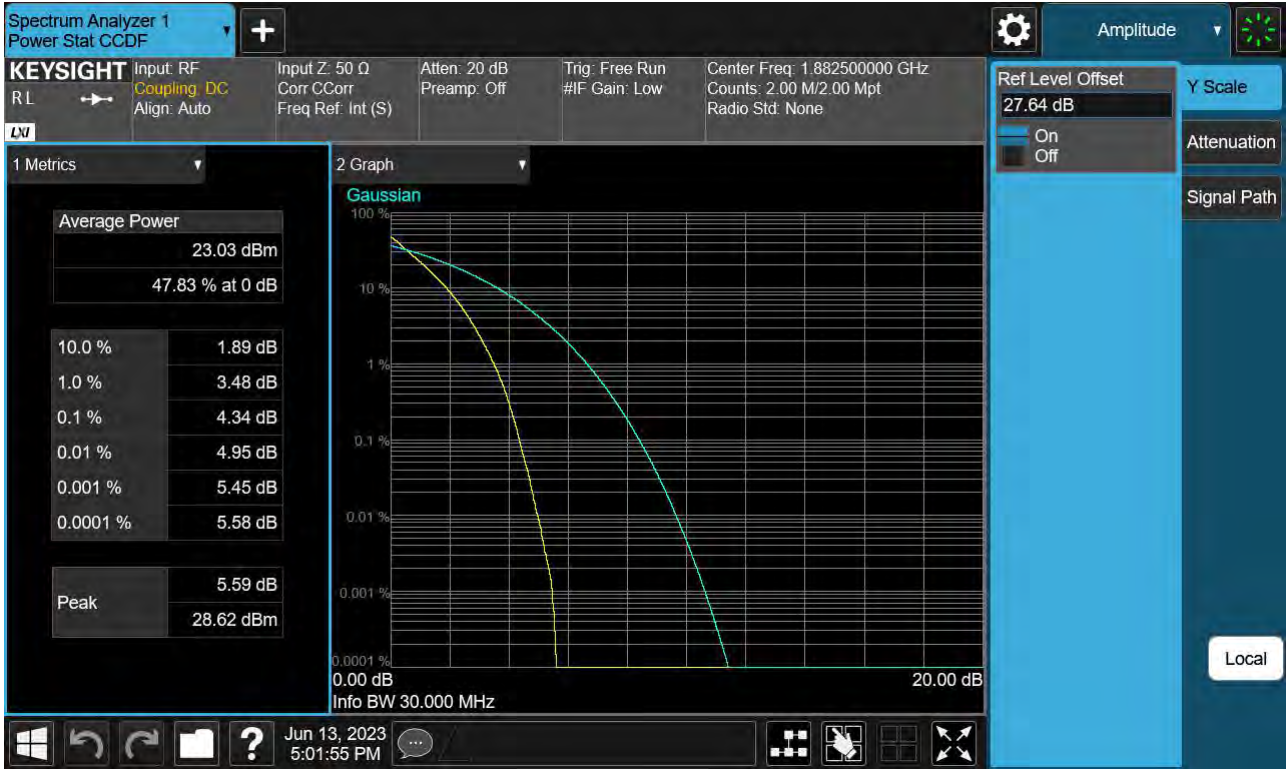 Spectrum Analyzer 1
Power Stat CCDF
+
Amplitude
KEYSIGHT
R L
LXI
Input: RF
Coupling: DC
Align: Auto
Input Z: 50 Ω
Corr CCorr
Freq Ref: Int (S)
Atten: 20 dB
Preamp: Off
Trig: Free Run
#IF Gain: Low
Center Freq: 1.882500000 GHz
Counts: 2.00 M/2.00 Mpt
Radio Std: None
Ref Level Offset
27.64 dB
On
Off
Y Scale
Attenuation
Signal Path
Local
1 Metrics
Average Power
23.03 dBm
47.83 % at 0 dB
10.0 % 1.89 dB
1.0 % 3.48 dB
0.1 % 4.34 dB
0.01 % 4.95 dB
0.001 % 5.45 dB
0.0001 % 5.58 dB
Peak
5.59 dB
28.62 dBm
2 Graph
Gaussian
100 %
10 %
1 %
0.1 %
0.01 %
0.001 %
0.0001 %
0.00 dB 20.00 dB
Info BW 30.000 MHz
?
Jun 13, 2023
5:01:55 PM